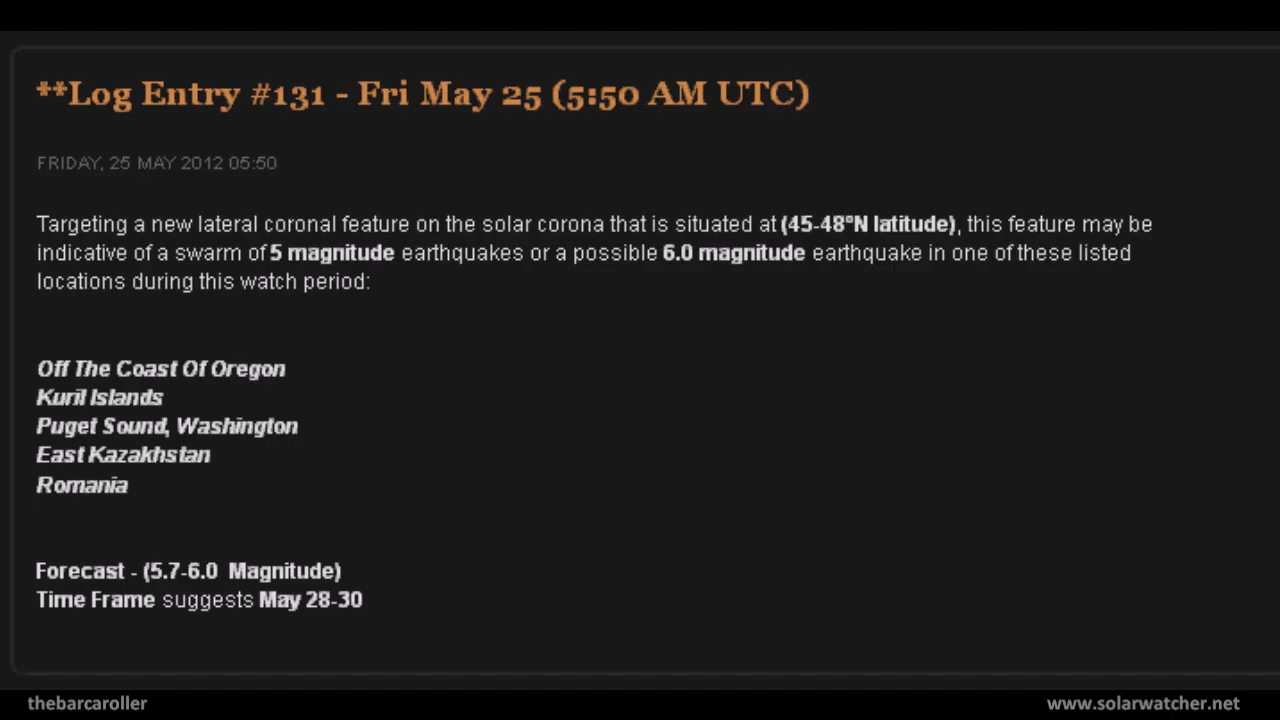 **Log Entry #131 - Fri May 25 (5:50 AM UTC)
FRIDAY, 25 MAY 2012 05:50
Targeting a new lateral coronal feature on the solar corona that is situated at (45-48°N latitude), this feature may be
indicative of a swarm of 5 magnitude earthquakes or a possible 6.0 magnitude earthquake in one of these listed
locations during this watch period:
Off The Coast Of Oregon
Kuril Islands
Puget Sound, Washington
East Kazakhstan
Romania
Forecast - (5.7-6.0 Magnitude)
Time Frame suggests May 28-30
thebarcaroller
www.solarwatcher.net